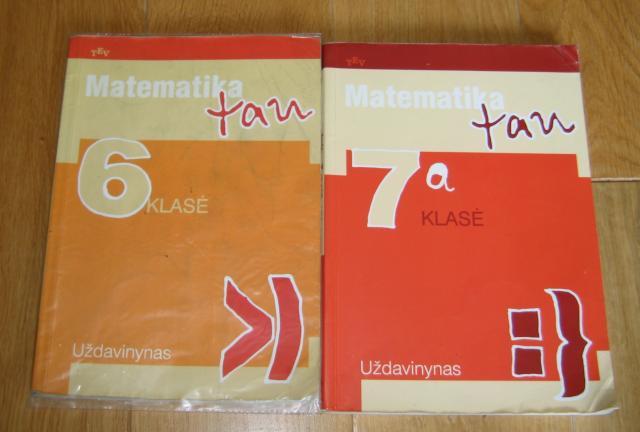 TEV
Matematika
tau
6
KLASĖ
Uždavinynas
TEV
Matematika
tau
7a
KLASĖ
Uždavinynas